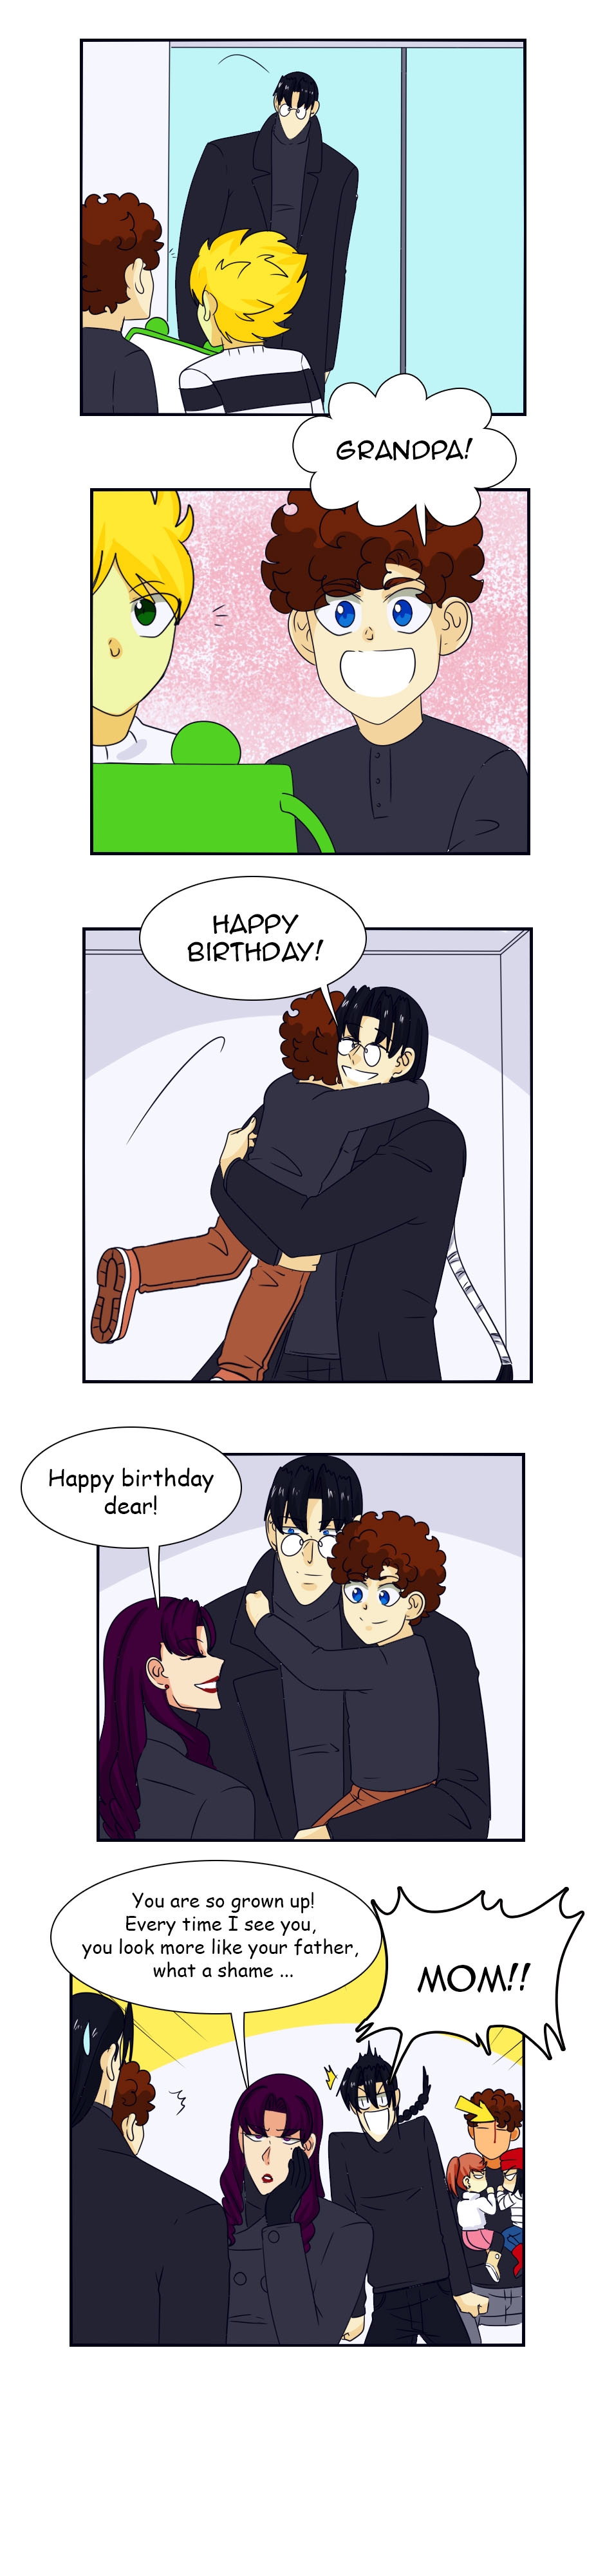 GRANDPA!
HAPPY
BIRTHDAY!
Happy birthday
dear!
You are so grown up!
Every time I see you,
you look more like your father,
what a shame ...
MOM!!